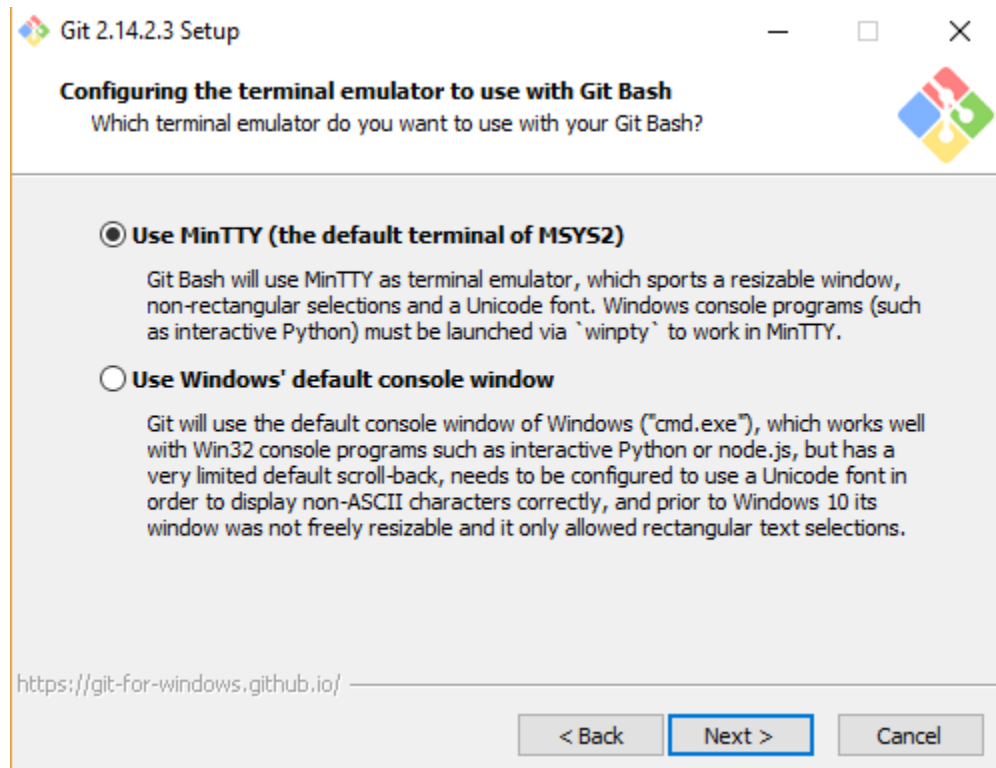 Git 2.14.2.3 Setup
Configuring the terminal emulator to use with Git Bash
Which terminal emulator do you want to use with your Git Bash?
Use MinTTY (the default terminal of MSYS2)
Git Bash will use MinTTY as terminal emulator, which sports a resizable window,
non-rectangular selections and a Unicode font. Windows console programs (such
as interactive Python) must be launched via `winpty` to work in MinTTY.
Use Windows' default console window
Git will use the default console window of Windows ("cmd.exe"), which works well
with Win32 console programs such as interactive Python or node.js, but has a
very limited default scroll-back, needs to be configured to use a Unicode font in
order to display non-ASCII characters correctly, and prior to Windows 10 its
window was not freely resizable and it only allowed rectangular text selections.
https://git-for-windows.github.io/
< Back Next > Cancel